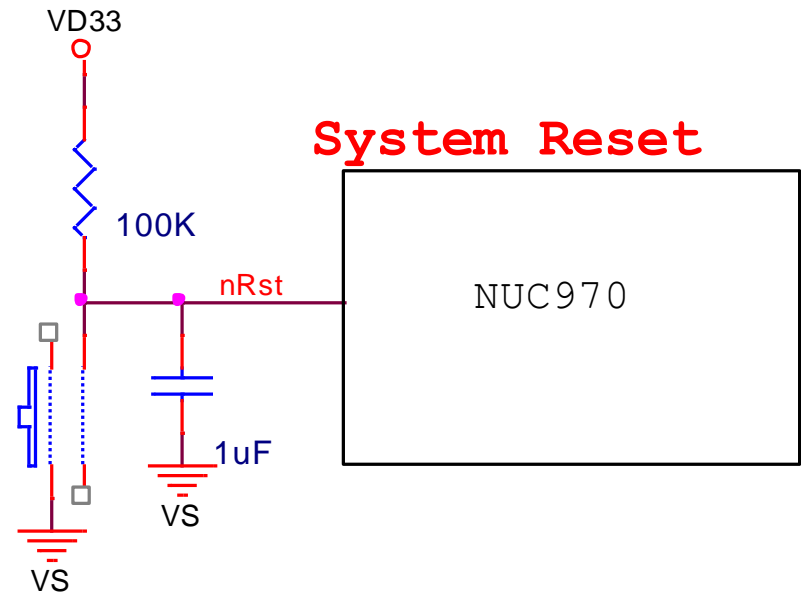 VD33
System Reset
100K
nRst
NUC970
1uF
VS
VS